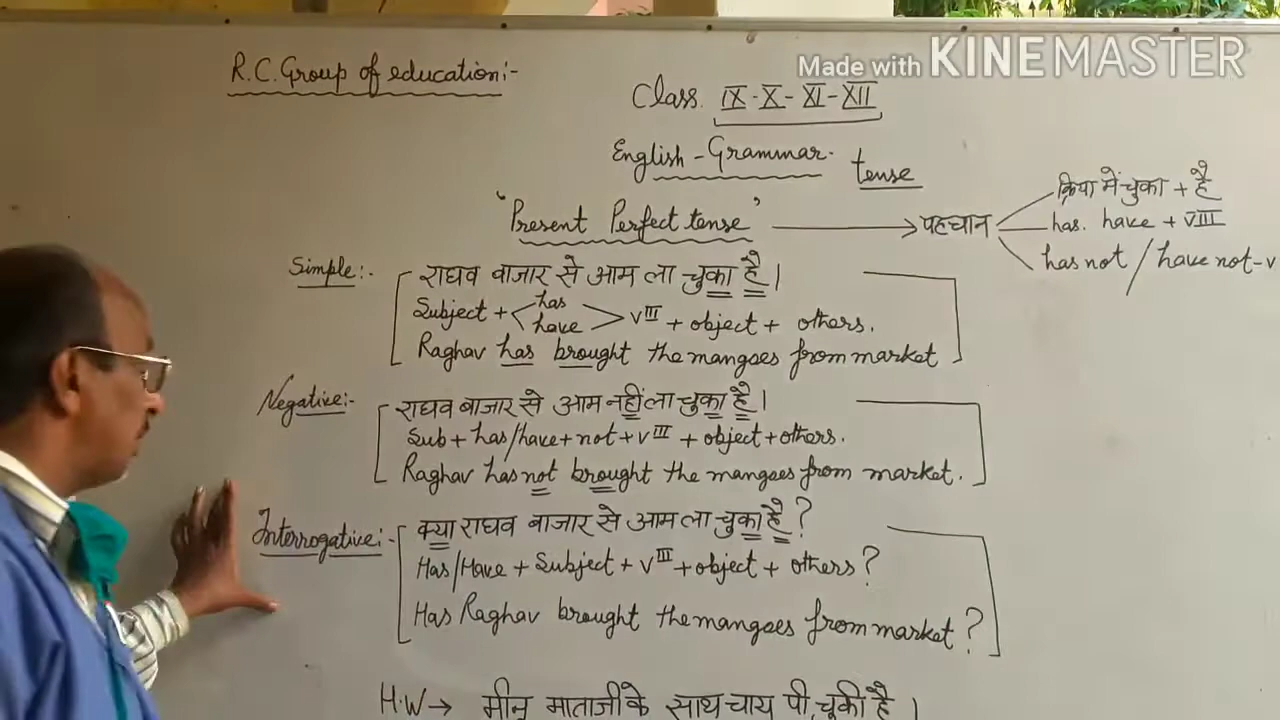 Made with KINEMASTER
R.C. Group of education:-
Class. IX - X - XI - XII
English - Grammar.
tense
"Present Perfect tense" → पहचान
क्रिया में चुका + है
has. have + VIII
has not / have not - v
Simple:- राघव बाजार से आम ला चुका है।
Subject + has have VIII + object + others.
Raghav has brought the mangoes from market
Negative:- राघव बाजार से आम नहीं ला चुका है।
Sub + has/have + not + VIII + object + others.
Raghav has not brought the mangoes from market.
Interrogative:- क्या राघव बाजार से आम ला चुका है ?
Has/Have + Subject + VIII + object + others ?
Has Raghav brought the mangoes from market ?
H.W → मीनू माताजी के साथ चाय पी चूकी है।